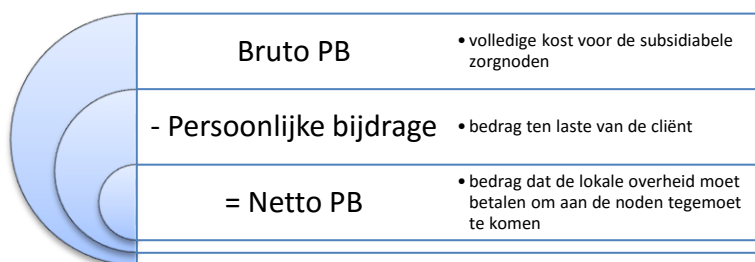 Bruto PB
• volledige kost voor de subsidiabele
zorgnoden
- Persoonlijke bijdrage
• bedrag ten laste van de cliënt
= Netto PB
• bedrag dat de lokale overheid moet
betalen om aan de noden tegemoet
te komen